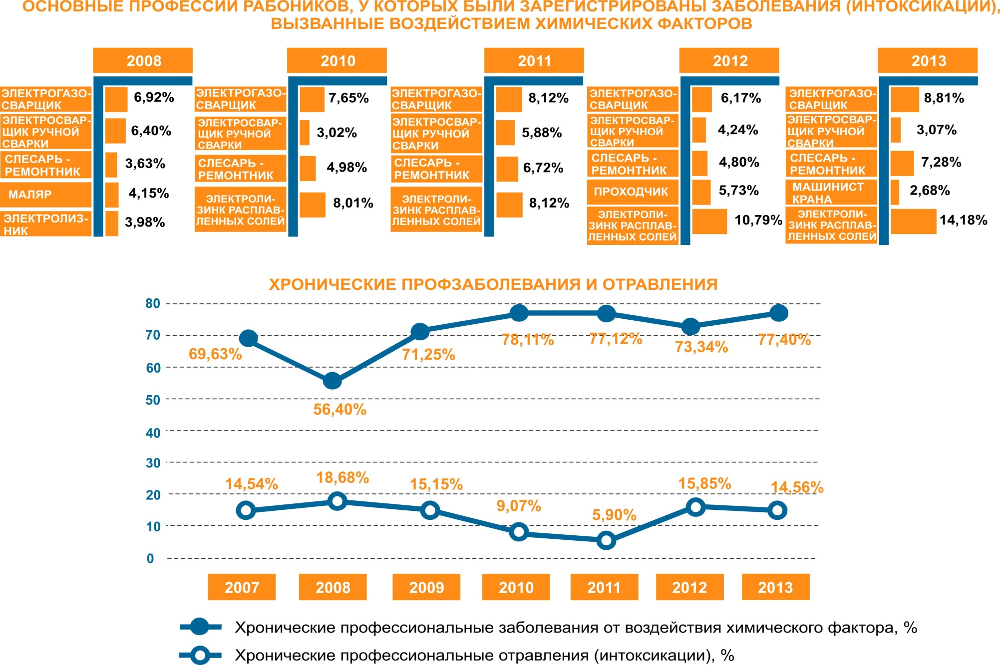 ОСНОВНЫЕ ПРОФЕССИИ РАБОНИКОВ, У КОТОРЫХ БЫЛИ ЗАРЕГИСТРИРОВАНЫ ЗАБОЛЕВАНИЯ (ИНТОКСИКАЦИИ),
ВЫЗВАННЫЕ ВОЗДЕЙСТВИЕМ ХИМИЧЕСКИХ ФАКТОРОВ
2008
ЭЛЕКТРОГАЗО-
СВАРЩИК
6,92%
ЭЛЕКТРОСВАР-
ЩИК РУЧНОЙ
СВАРКИ
6,40%
СЛЕСАРЬ -
РЕМОНТНИК
3,63%
МАЛЯР
4,15%
ЭЛЕКТРОЛИЗ-
НИК
3,98%
2010
ЭЛЕКТРОГАЗО-
СВАРЩИК
7,65%
ЭЛЕКТРОСВАР-
ЩИК РУЧНОЙ
СВАРКИ
3,02%
СЛЕСАРЬ -
РЕМОНТНИК
4,98%
ЭЛЕКТРОЛИ-
ЗИНК РАСПЛАВ-
ЛЕННЫХ СОЛЕЙ
8,01%
2011
ЭЛЕКТРОГАЗО-
СВАРЩИК
8,12%
ЭЛЕКТРОСВАР-
ЩИК РУЧНОЙ
СВАРКИ
5,88%
СЛЕСАРЬ -
РЕМОНТНИК
6,72%
ЭЛЕКТРОЛИ-
ЗИНК РАСПЛАВ-
ЛЕННЫХ СОЛЕЙ
8,12%
2012
ЭЛЕКТРОГАЗО-
СВАРЩИК
6,17%
ЭЛЕКТРОСВАР-
ЩИК РУЧНОЙ
СВАРКИ
4,24%
СЛЕСАРЬ -
РЕМОНТНИК
4,80%
ПРОХОДЧИК
5,73%
ЭЛЕКТРОЛИ-
ЗИНК РАСПЛАВ-
ЛЕННЫХ СОЛЕЙ
10,79%
2013
ЭЛЕКТРОГАЗО-
СВАРЩИК
8,81%
ЭЛЕКТРОСВАР-
ЩИК РУЧНОЙ
СВАРКИ
3,07%
СЛЕСАРЬ -
РЕМОНТНИК
7,28%
МАШИНИСТ
КРАНА
2,68%
ЭЛЕКТРОЛИ-
ЗИНК РАСПЛАВ-
ЛЕННЫХ СОЛЕЙ
14,18%
ХРОНИЧЕСКИЕ ПРОФЗАБОЛЕВАНИЯ И ОТРАВЛЕНИЯ
80
70
60
50
40
30
20
10
0
69,63%
56,40%
71,25%
78,11%
77,12%
73,34%
77,40%
14,54%
18,68%
15,15%
9,07%
5,90%
15,85%
14,56%
2007
2008
2009
2010
2011
2012
2013
Хронические профессиональные заболевания от воздействия химического фактора, %
Хронические профессиональные отравления (интоксикации), %